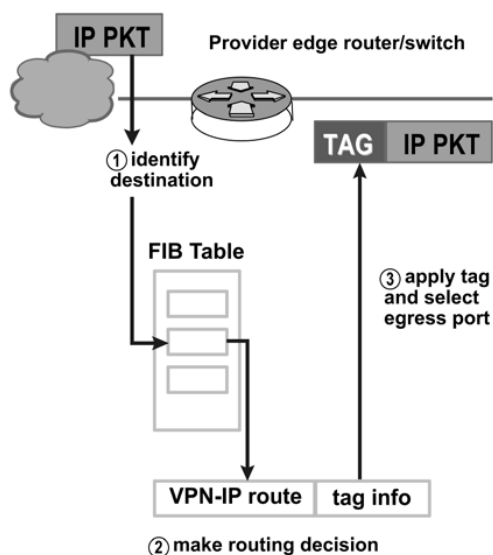 IP PKT
Provider edge router/switch
TAG IP PKT
① identify
destination
FIB Table
③ apply tag
and select
egress port
VPN-IP route tag info
② make routing decision